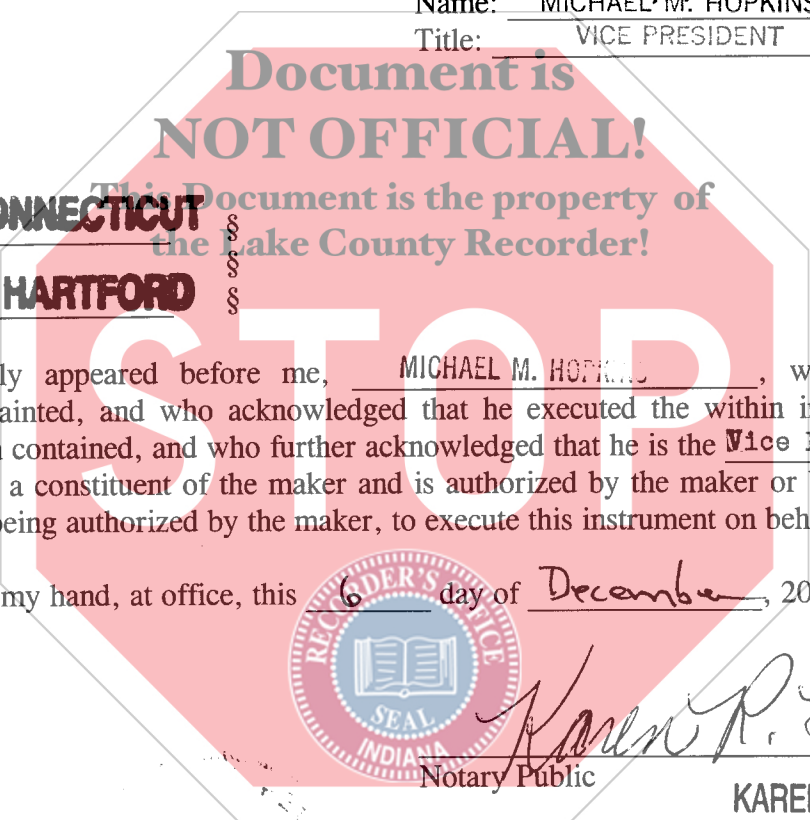 Name: MICHAEL M. HOPKINS
Title: VICE PRESIDENT
Document is
NOT OFFICIAL!
This Document is the property of
the Lake County Recorder!
ONNECTICUT §
§
HARTFORD §
STOP
ly appeared before me, MICHAEL M. HOPKINS, w
ainted, and who acknowledged that he executed the within i
n contained, and who further acknowledged that he is the Vice
a constituent of the maker and is authorized by the maker or
being authorized by the maker, to execute this instrument on beh
my hand, at office, this 6 day of December, 20
RECORDER'S OFFICE
SEAL
INDIANA
Karen R.
Notary Public
KAREN